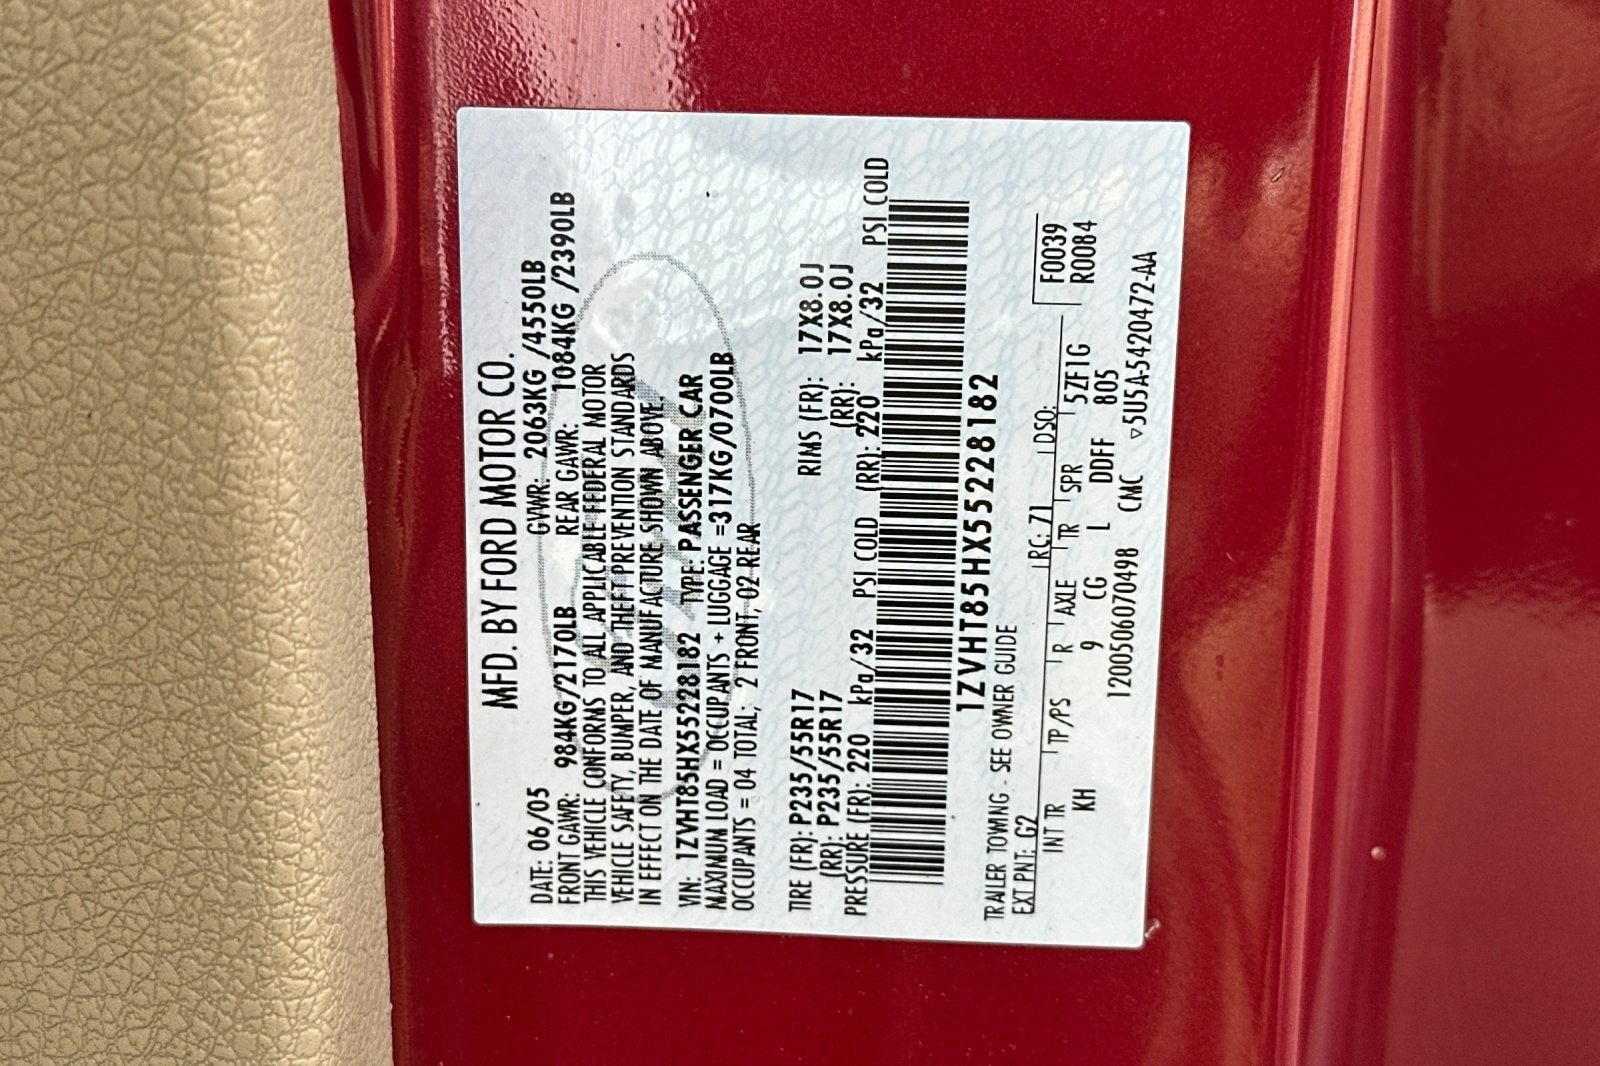 MFD. BY FORD MOTOR CO.
DATE: 06/05 GVWR: 2063KG /4550LB
FRONT GAWR: 984KG/2170LB REAR GAWR: 1084KG /2390LB
THIS VEHICLE CONFORMS TO ALL APPLICABLE FEDERAL MOTOR
VEHICLE SAFETY, BUMPER, AND THEFT PREVENTION STANDARDS
IN EFFECT ON THE DATE OF MANUFACTURE SHOWN ABOVE.
VIN: 1ZVHT85HX55228182 TYPE: PASSENGER CAR
MAXIMUM LOAD = OCCUPANTS + LUGGAGE =317KG/0700LB
OCCUPANTS = 04 TOTAL; 2 FRONT, 02 REAR
TIRE (FR): P235/55R17 RIMS (FR): 17X8.0J
(RR): P235/55R17 (RR): 17X8.0J
PRESSURE (FR): 220 kPa/32 PSI COLD (RR): 220 kPa/32 PSI COLD
1ZVHT85HX55228182
TRAILER TOWING - SEE OWNER GUIDE
EXT PNT: G2 RC: 71 DSO: F0039
INT TR TP/PS R AXLE TR SPR 5ZF1G R0084
KH 9 CG L DDFF 805
12005060704​98 CMC ▽5U5A-5420472-AA